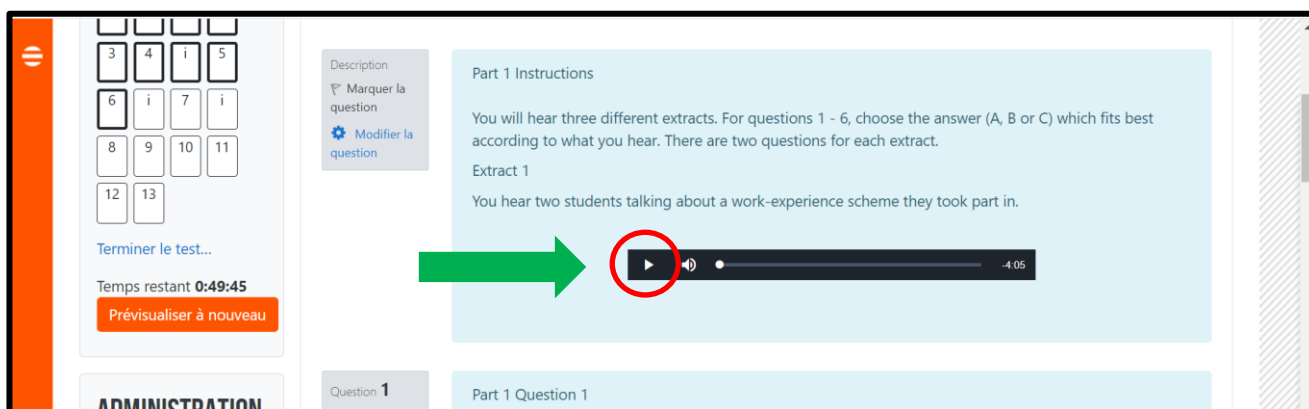 3 4 i 5
6 i 7 i
8 9 10 11
12 13
Terminer le test...
Temps restant 0:49:45
Prévisualiser à nouveau
ADMINISTRATION
Description
Marquer la
question
Modifier la
question
Part 1 Instructions
You will hear three different extracts. For questions 1 - 6, choose the answer (A, B or C) which fits best
according to what you hear. There are two questions for each extract.
Extract 1
You hear two students talking about a work-experience scheme they took part in.
-4:05
Question 1
Part 1 Question 1